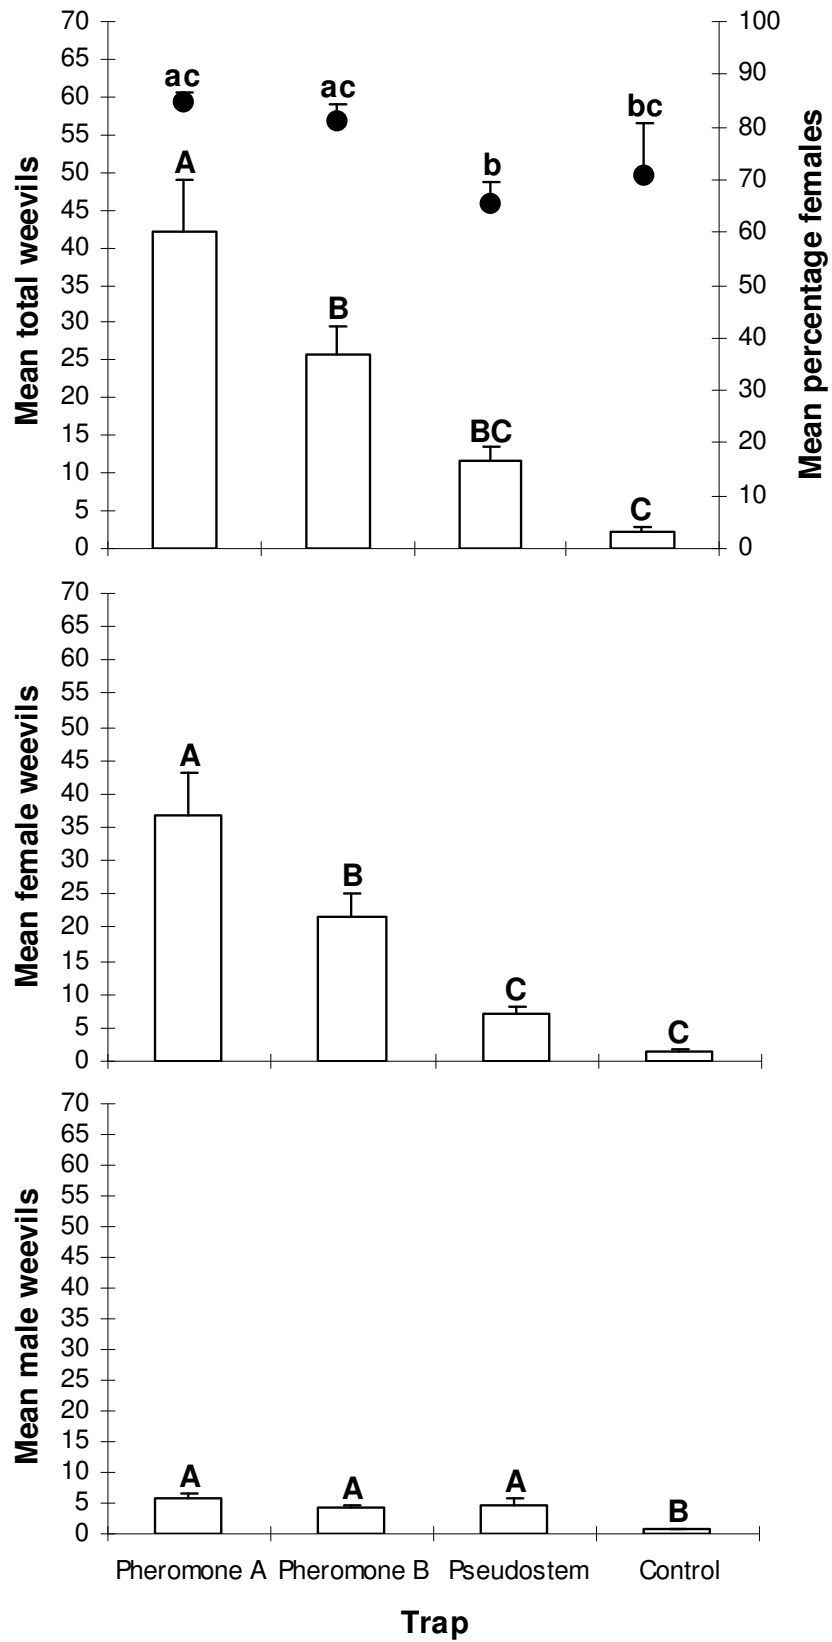 Mean total weevils
70
65
60
55
50
45
40
35
30
25
20
15
10
5
0
ac
ac
b
bc
A
B
BC
C
100
90
80
70
60
50
40
30
20
10
0
Mean percentage females
Mean female weevils
70
65
60
55
50
45
40
35
30
25
20
15
10
5
0
A
B
C
C
Mean male weevils
70
65
60
55
50
45
40
35
30
25
20
15
10
5
0
A
A
A
B
Pheromone A Pheromone B Pseudostem Control
Trap